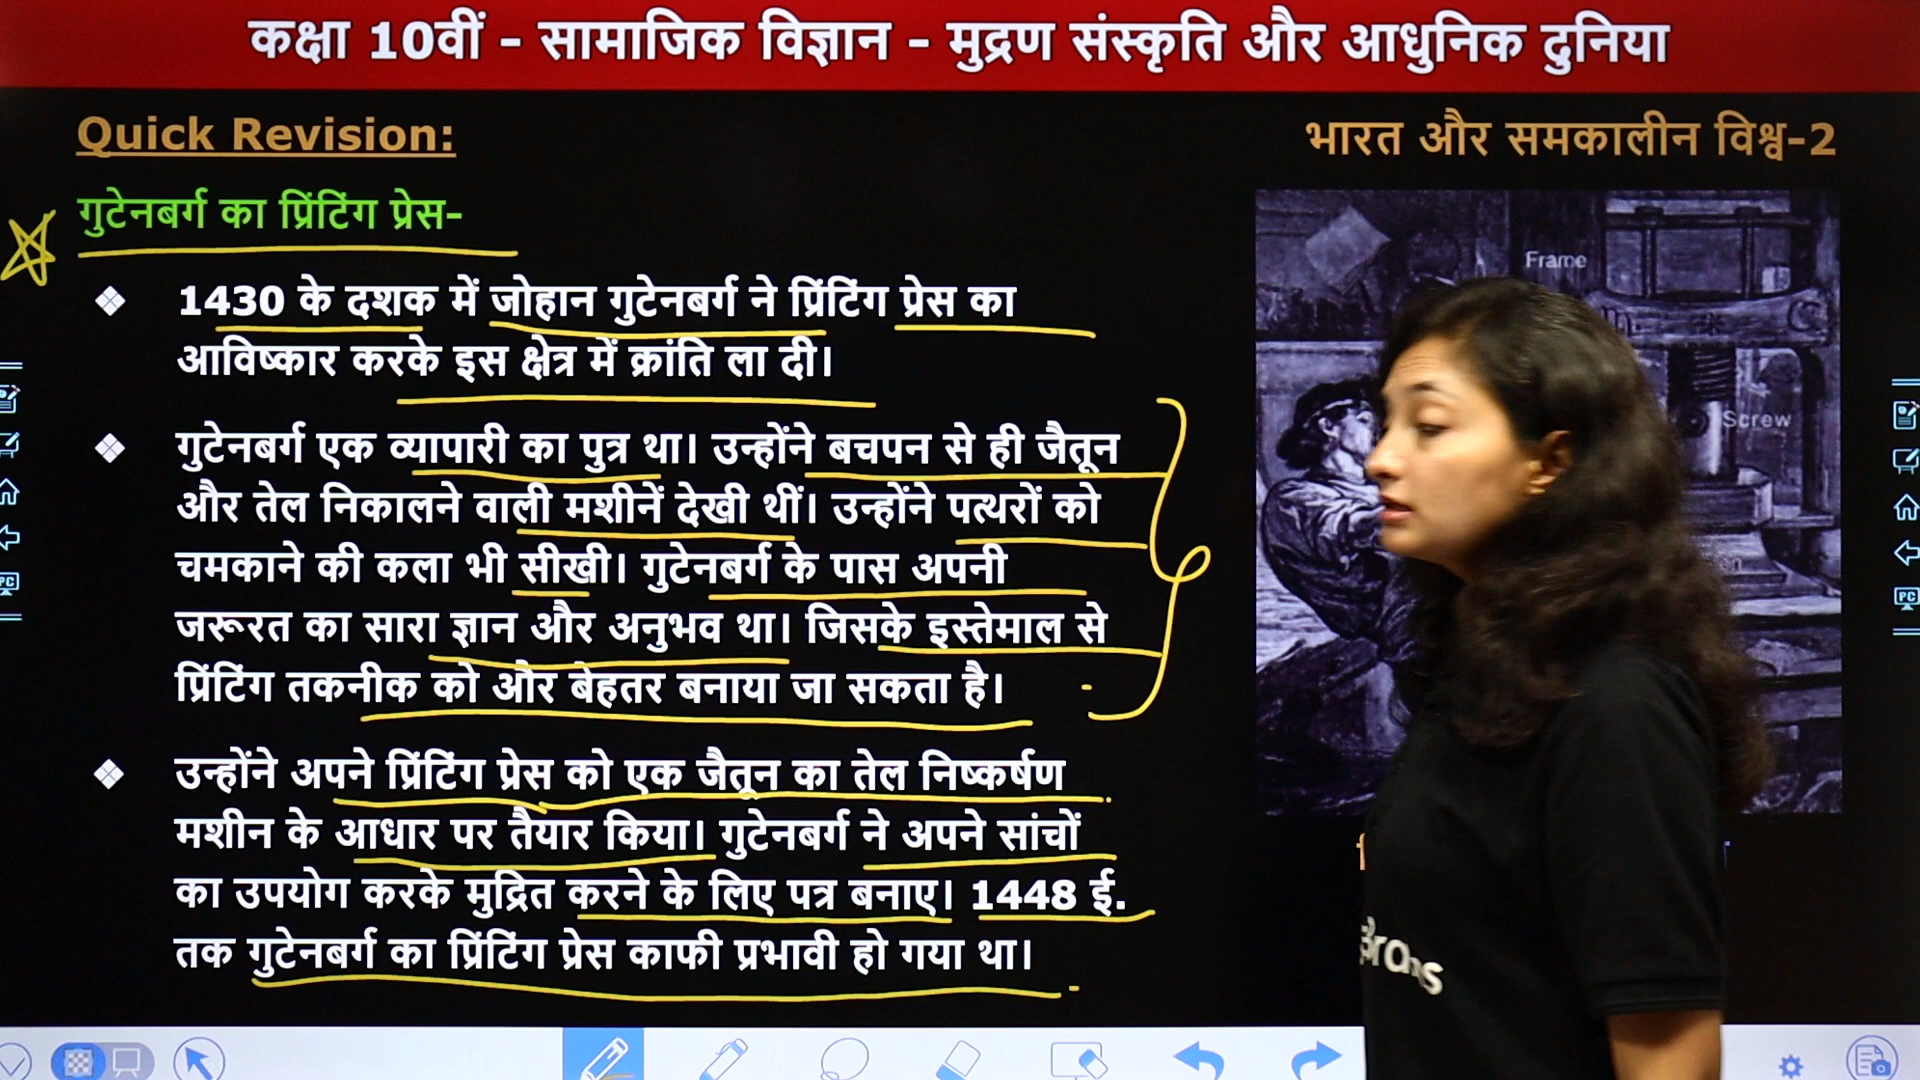 कक्षा 10वीं - सामाजिक विज्ञान - मुद्रण संस्कृति और आधुनिक दुनिया
Quick Revision:
भारत और समकालीन विश्व-2
गुटेनबर्ग का प्रिंटिंग प्रेस-
1430 के दशक में जोहान गुटेनबर्ग ने प्रिंटिंग प्रेस का
आविष्कार करके इस क्षेत्र में क्रांति ला दी।
गुटेनबर्ग एक व्यापारी का पुत्र था। उन्होंने बचपन से ही जैतून
और तेल निकालने वाली मशीनें देखी थीं। उन्होंने पत्थरों को
चमकाने की कला भी सीखी। गुटेनबर्ग के पास अपनी
जरूरत का सारा ज्ञान और अनुभव था। जिसके इस्तेमाल से
प्रिंटिंग तकनीक को और बेहतर बनाया जा सकता है।
उन्होंने अपने प्रिंटिंग प्रेस को एक जैतून का तेल निष्कर्षण
मशीन के आधार पर तैयार किया। गुटेनबर्ग ने अपने सांचों
का उपयोग करके मुद्रित करने के लिए पत्र बनाए। 1448 ई.
तक गुटेनबर्ग का प्रिंटिंग प्रेस काफी प्रभावी हो गया था।
Frame
Screw
PC
PC